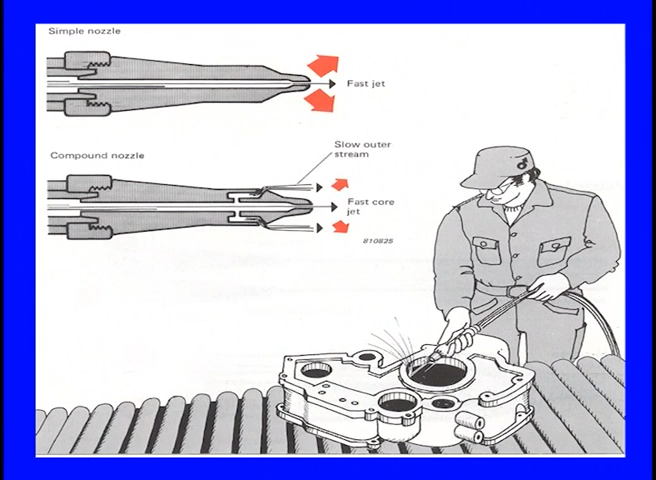 Simple nozzle
Fast jet
Compound nozzle
Slow outer
stream
Fast core
jet
810825